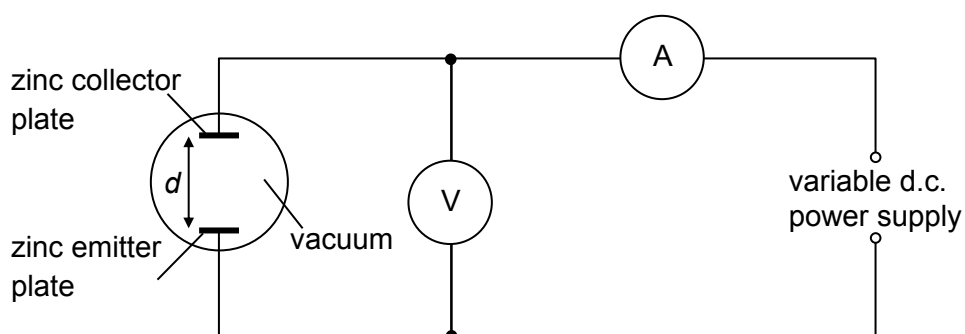 A
zinc collector
plate
d
V
variable d.c.
power supply
vacuum
zinc emitter
plate